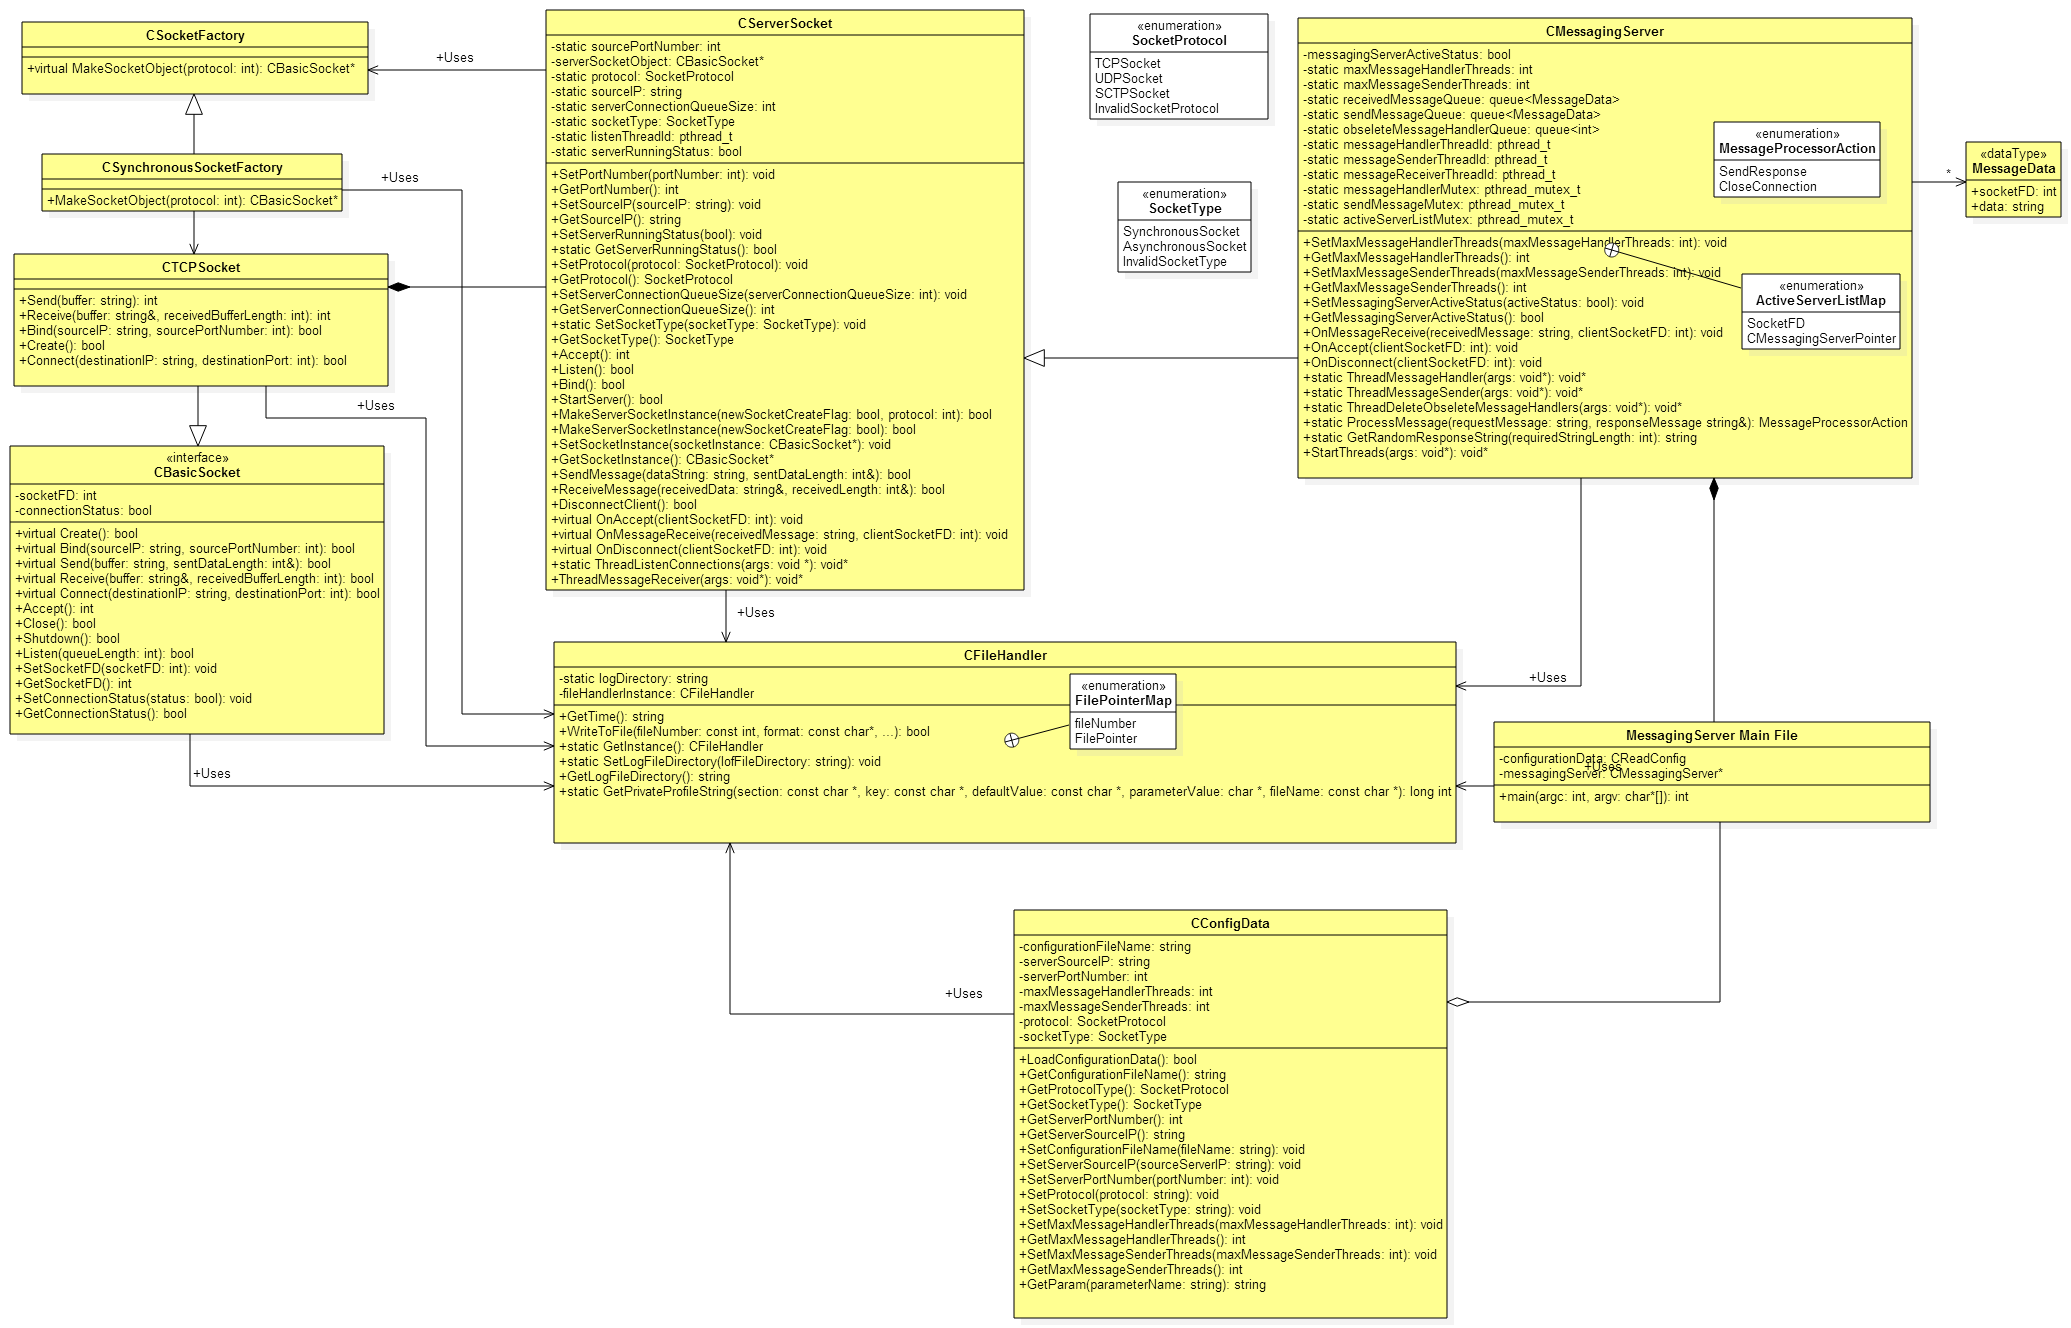 CSocketFactory
+virtual MakeSocketObject(protocol: int): CBasicSocket*
+Uses
CSynchronousSocketFactory
+MakeSocketObject(protocol: int): CBasicSocket*
+Uses
CTCPSocket
+Send(buffer: string): int
+Receive(buffer: string&, receivedBufferLength: int): int
+Bind(sourceIP: string, sourcePortNumber: int): bool
+Create(): bool
+Connect(destinationIP: string, destinationPort: int): bool
+Uses
«interface»
CBasicSocket
-socketFD: int
-connectionStatus: bool
+virtual Create(): bool
+virtual Bind(sourceIP: string, sourcePortNumber: int): bool
+virtual Send(buffer: string, sentDataLength: int&): bool
+virtual Receive(buffer: string&, receivedBufferLength: int): bool
+virtual Connect(destinationIP: string, destinationPort: int): bool
+Accept(): int
+Close(): bool
+Shutdown(): bool
+Listen(queueLength: int): bool
+SetSocketFD(socketFD: int): void
+GetSocketFD(): int
+SetConnectionStatus(status: bool): void
+GetConnectionStatus(): bool
+Uses
CServerSocket
-static sourcePortNumber: int
-serverSocketObject: CBasicSocket*
-static protocol: SocketProtocol
-static sourceIP: string
-static serverConnectionQueueSize: int
-static socketType: SocketType
-static listenThreadId: pthread_t
-static serverRunningStatus: bool
+SetPortNumber(portNumber: int): void
+GetPortNumber(): int
+SetSourceIP(sourceIP: string): void
+GetSourceIP(): string
+SetServerRunningStatus(bool): void
+static GetServerRunningStatus(): bool
+SetProtocol(protocol: SocketProtocol): void
+GetProtocol(): SocketProtocol
+SetServerConnectionQueueSize(serverConnectionQueueSize: int): void
+GetServerConnectionQueueSize(): int
+static SetSocketType(socketType: SocketType): void
+GetSocketType(): SocketType
+Accept(): int
+Listen(): bool
+Bind(): bool
+StartServer(): bool
+MakeServerSocketInstance(newSocketCreateFlag: bool, protocol: int): bool
+MakeServerSocketInstance(newSocketCreateFlag: bool): bool
+SetSocketInstance(socketInstance: CBasicSocket*): void
+GetSocketInstance(): CBasicSocket*
+SendMessage(dataString: string, sentDataLength: int&): bool
+ReceiveMessage(receivedData: string&, receivedLength: int&): bool
+DisconnectClient(): bool
+virtual OnAccept(clientSocketFD: int): void
+virtual OnMessageReceive(receivedMessage: string, clientSocketFD: int): void
+virtual OnDisconnect(clientSocketFD: int): void
+static ThreadListenConnections(args: void *): void*
+ThreadMessageReceiver(args: void*): void*
+Uses
«enumeration»
SocketProtocol
TCPSocket
UDPSocket
SCTPSocket
InvalidSocketProtocol
«enumeration»
SocketType
SynchronousSocket
AsynchronousSocket
InvalidSocketType
CMessagingServer
-messagingServerActiveStatus: bool
-static maxMessageHandlerThreads: int
-static maxMessageSenderThreads: int
-static receivedMessageQueue: queue<MessageData>
-static sendMessageQueue: queue<MessageData>
-static obseleteMessageHandlerQueue: queue<int>
-static messageHandlerThreadId: pthread_t
-static messageSenderThreadId: pthread_t
-static messageReceiverThreadId: pthread_t
-static messageHandlerMutex: pthread_mutex_t
-static sendMessageMutex: pthread_mutex_t
-static activeServerListMutex: pthread_mutex_t
+SetMaxMessageHandlerThreads(maxMessageHandlerThreads: int): void
+GetMaxMessageHandlerThreads(): int
+SetMaxMessageSenderThreads(maxMessageSenderThreads: int): void
+GetMaxMessageSenderThreads(): int
+SetMessagingServerActiveStatus(activeStatus: bool): void
+GetMessagingServerActiveStatus(): bool
+OnMessageReceive(receivedMessage: string, clientSocketFD: int): void
+OnAccept(clientSocketFD: int): void
+OnDisconnect(clientSocketFD: int): void
+static ThreadMessageHandler(args: void*): void*
+static ThreadMessageSender(args: void*): void*
+static ThreadDeleteObseleteMessageHandlers(args: void*): void*
+static ProcessMessage(requestMessage: string, responseMessage string&): MessageProcessorAction
+static GetRandomResponseString(requiredStringLength: int): string
+StartThreads(args: void*): void*
«enumeration»
MessageProcessorAction
SendResponse
CloseConnection
«enumeration»
ActiveServerListMap
SocketFD
CMessagingServerPointer
*
«dataType»
MessageData
+socketFD: int
+data: string
+Uses
CFileHandler
-static logDirectory: string
-fileHandlerInstance: CFileHandler
+GetTime(): string
+WriteToFile(fileNumber: const int, format: const char*, ...): bool
+static GetInstance(): CFileHandler
+static SetLogFileDirectory(lofFileDirectory: string): void
+GetLogFileDirectory(): string
+static GetPrivateProfileString(section: const char *, key: const char *, defaultValue: const char *, parameterValue: char *, fileName: const char *): long int
«enumeration»
FilePointerMap
fileNumber
FilePointer
MessagingServer Main File
-configurationData: CReadConfig
-messagingServer: CMessagingServer*
+main(argc: int, argv: char*[]): int
+Uses
+Uses
CConfigData
-configurationFileName: string
-serverSourceIP: string
-serverPortNumber: int
-maxMessageHandlerThreads: int
-maxMessageSenderThreads: int
-protocol: SocketProtocol
-socketType: SocketType
+LoadConfigurationData(): bool
+GetConfigurationFileName(): string
+GetProtocolType(): SocketProtocol
+GetSocketType(): SocketType
+GetServerPortNumber(): int
+GetServerSourceIP(): string
+SetConfigurationFileName(fileName: string): void
+SetServerSourceIP(sourceServerIP: string): void
+SetServerPortNumber(portNumber: int): void
+SetProtocol(protocol: string): void
+SetSocketType(socketType: string): void
+SetMaxMessageHandlerThreads(maxMessageHandlerThreads: int): void
+GetMaxMessageHandlerThreads(): int
+SetMaxMessageSenderThreads(maxMessageSenderThreads: int): void
+GetMaxMessageSenderThreads(): int
+GetParam(parameterName: string): string